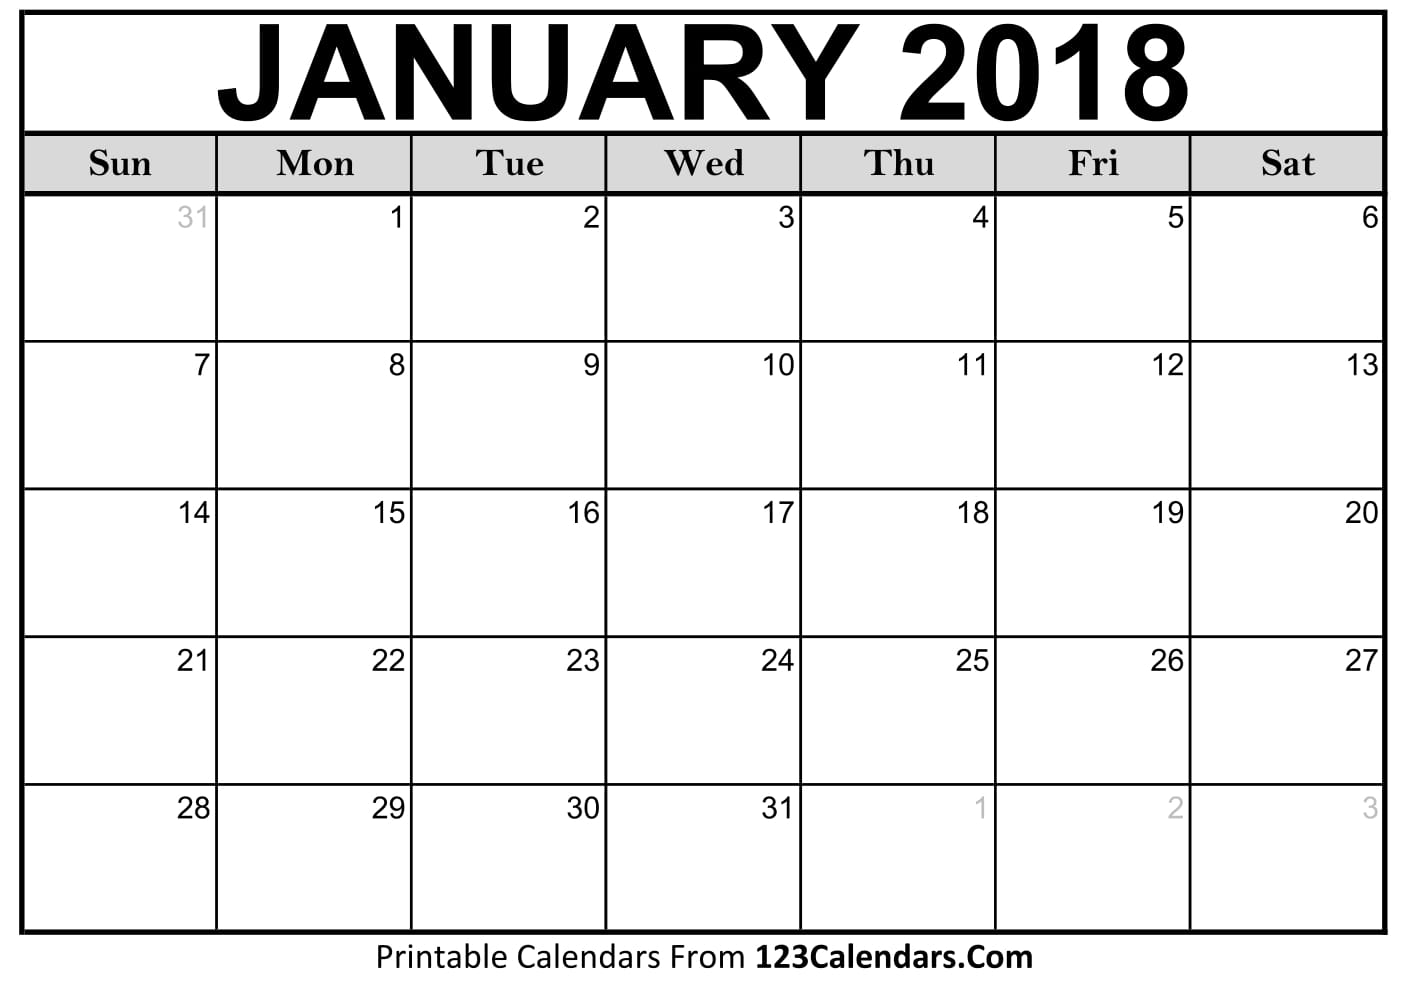 JANUARY 2018
Sun Mon Tue Wed Thu Fri Sat
31 1 2 3 4 5 6
7 8 9 10 11 12 13
14 15 16 17 18 19 20
21 22 23 24 25 26 27
28 29 30 31 1 2 3
Printable Calendars From 123Calendars.Com